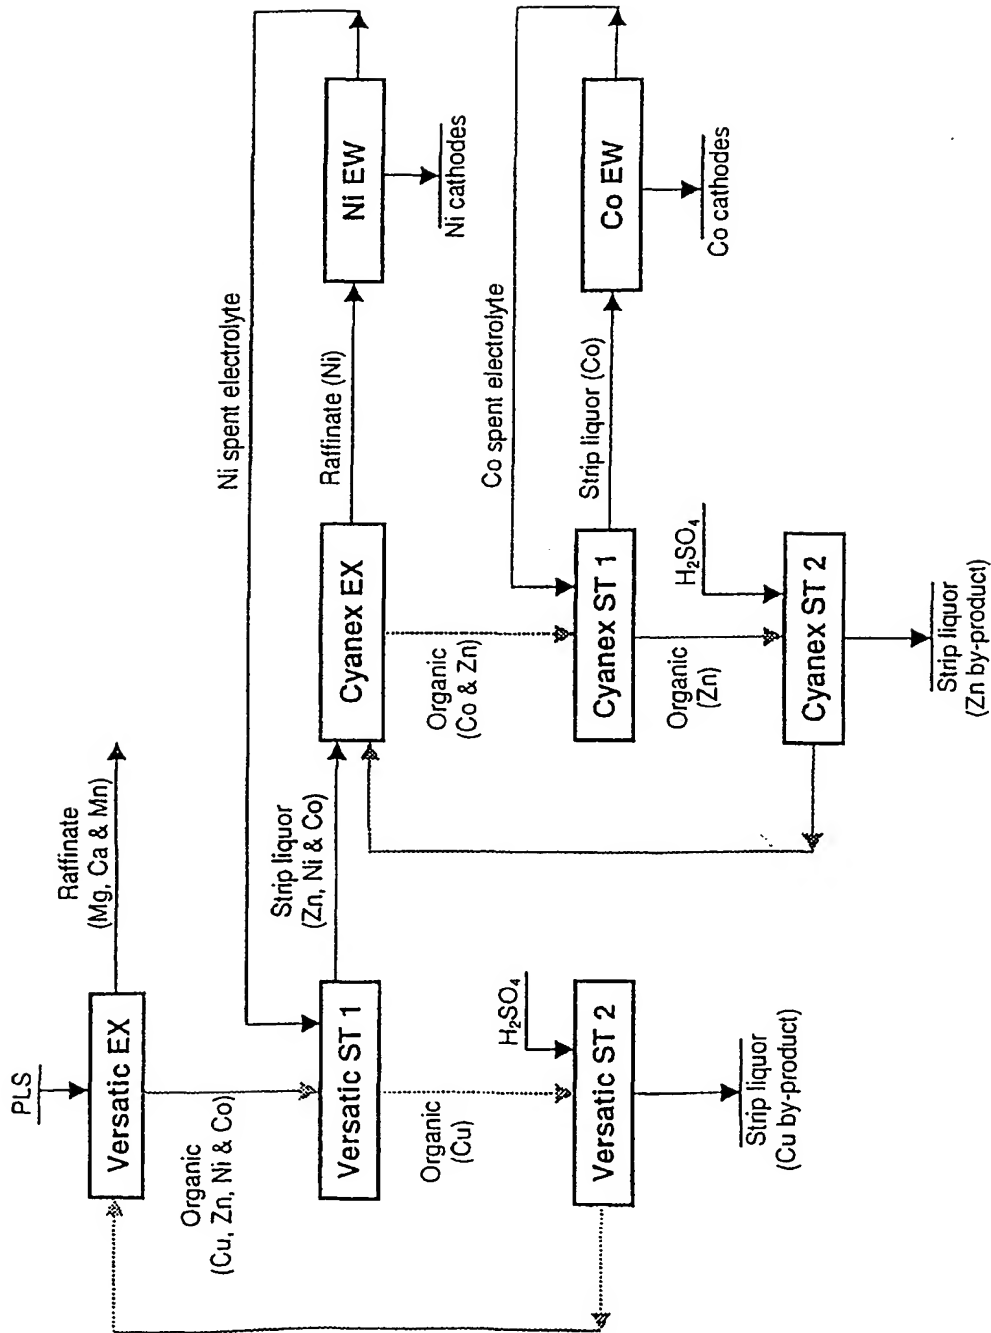 PLS
Versatic EX
Raffinate
(Mg, Ca & Mn)
Organic
(Cu, Zn, Ni & Co)
Ni spent electrolyte
Versatic ST 1
Strip liquor
(Zn, Ni & Co)
Cyanex EX
Raffinate (Ni)
Ni EW
Ni cathodes
Organic
(Cu)
H₂SO₄
Versatic ST 2
Strip liquor
(Cu by-product)
Organic
(Co & Zn)
Co spent electrolyte
Cyanex ST 1
Strip liquor (Co)
Co EW
Co cathodes
Organic
(Zn)
H₂SO₄
Cyanex ST 2
Strip liquor
(Zn by-product)